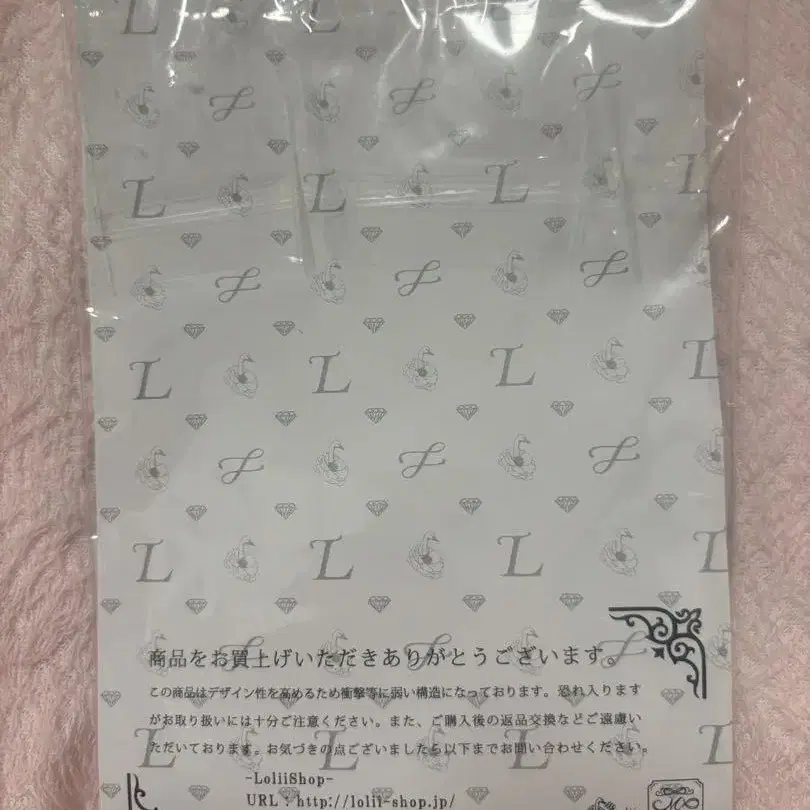 商品をお買上げいただきありがとうございます。
この商品はデザイン性を高めるため衝撃等に弱い構造になっております。恐れ入ります
がお取り扱いには十分ご注意ください。また、ご購入後の返品交換などご遠慮い
ただいております。お気づきの点ございましたら以下までお問い合わせください。
-LoliiShop-
URL：http://lolii-shop.jp/